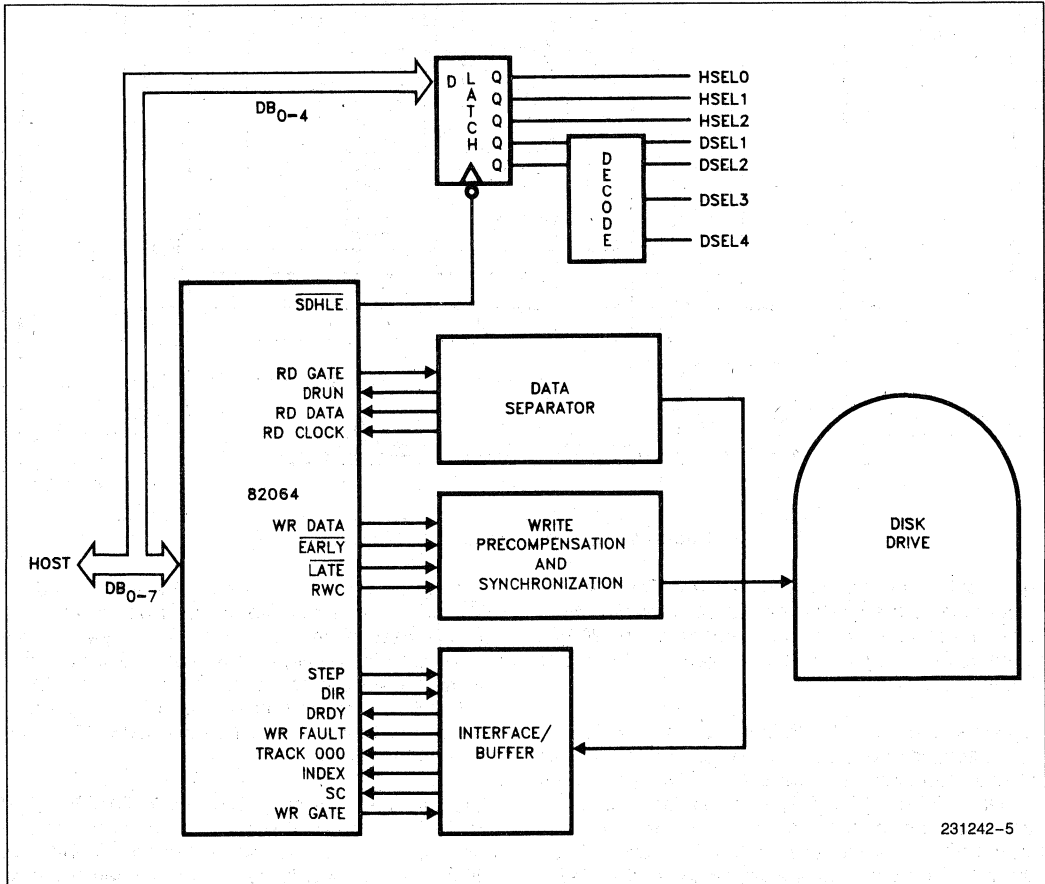 D LATCH Q
Q
Q
Q
Q
HSEL0
HSEL1
HSEL2
DSEL1
DSEL2
DSEL3
DSEL4
DECODE
DB0-4
SDHLE
RD GATE
DRUN
RD DATA
RD CLOCK
DATA
SEPARATOR
82064
WR DATA
EARLY
LATE
RWC
WRITE
PRECOMPENSATION
AND
SYNCHRONIZATION
DISK
DRIVE
HOST
DB0-7
STEP
DIR
DRDY
WR FAULT
TRACK 000
INDEX
SC
WR GATE
INTERFACE/
BUFFER
231242-5